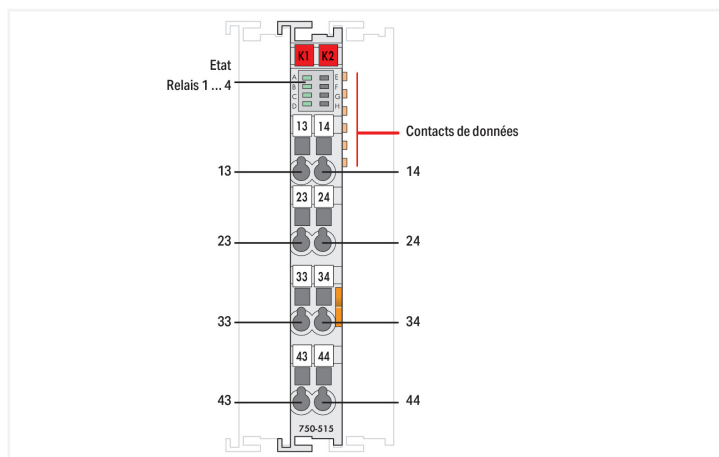 K1 K2
Etat
Relais 1 ... 4
A E
B F
C G
D H
13 14
Contacts de données
13 14
23 24
23 24
33 34
33 34
43 44
43 44
750-515